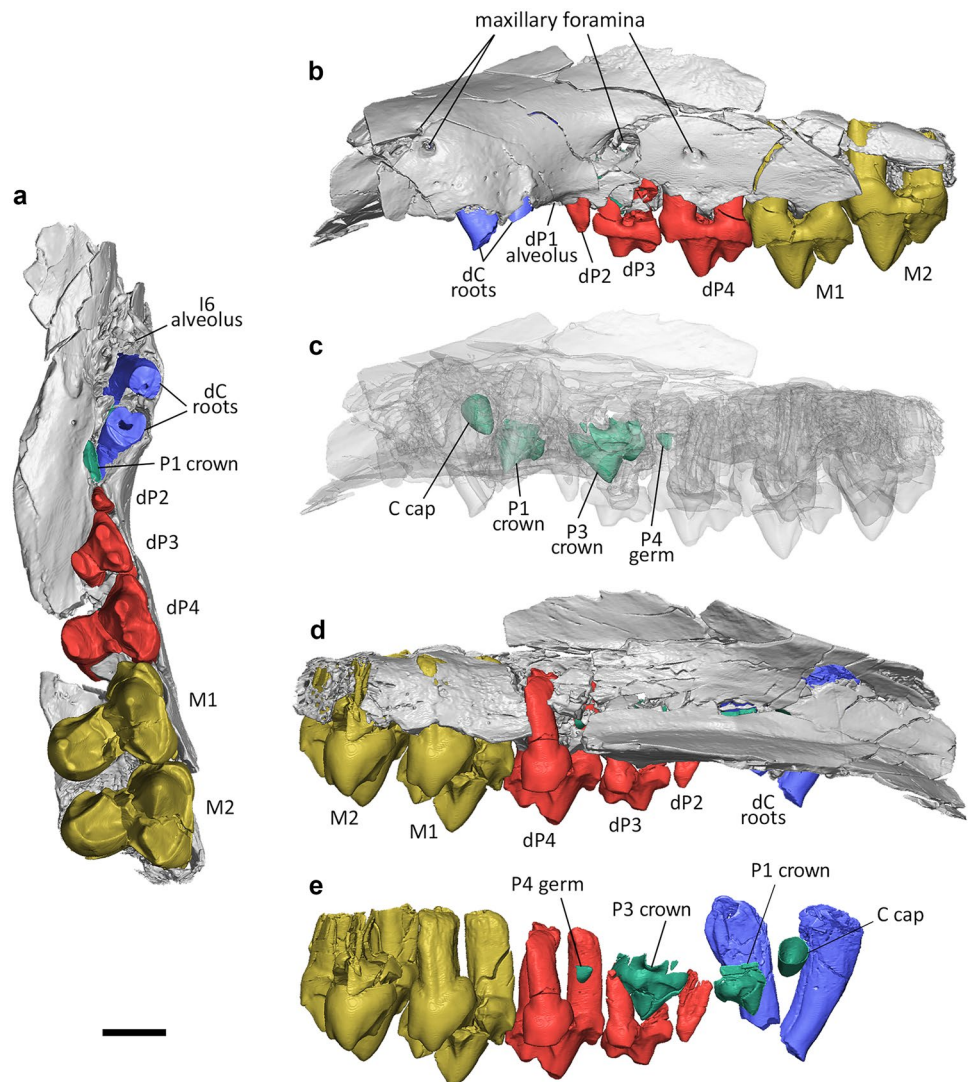 maxillary foramina
b
dP1
alveolus
dC
roots
dP2
dP3
dP4
M1
M2
a
I6
alveolus
dC
roots
P1 crown
dP2
dP3
dP4
M1
M2
c
C cap
P1
crown
P3
crown
P4
germ
d
M2
M1
dP4
dP3
dP2
dC
roots
e
P4 germ
P3 crown
P1 crown
C cap